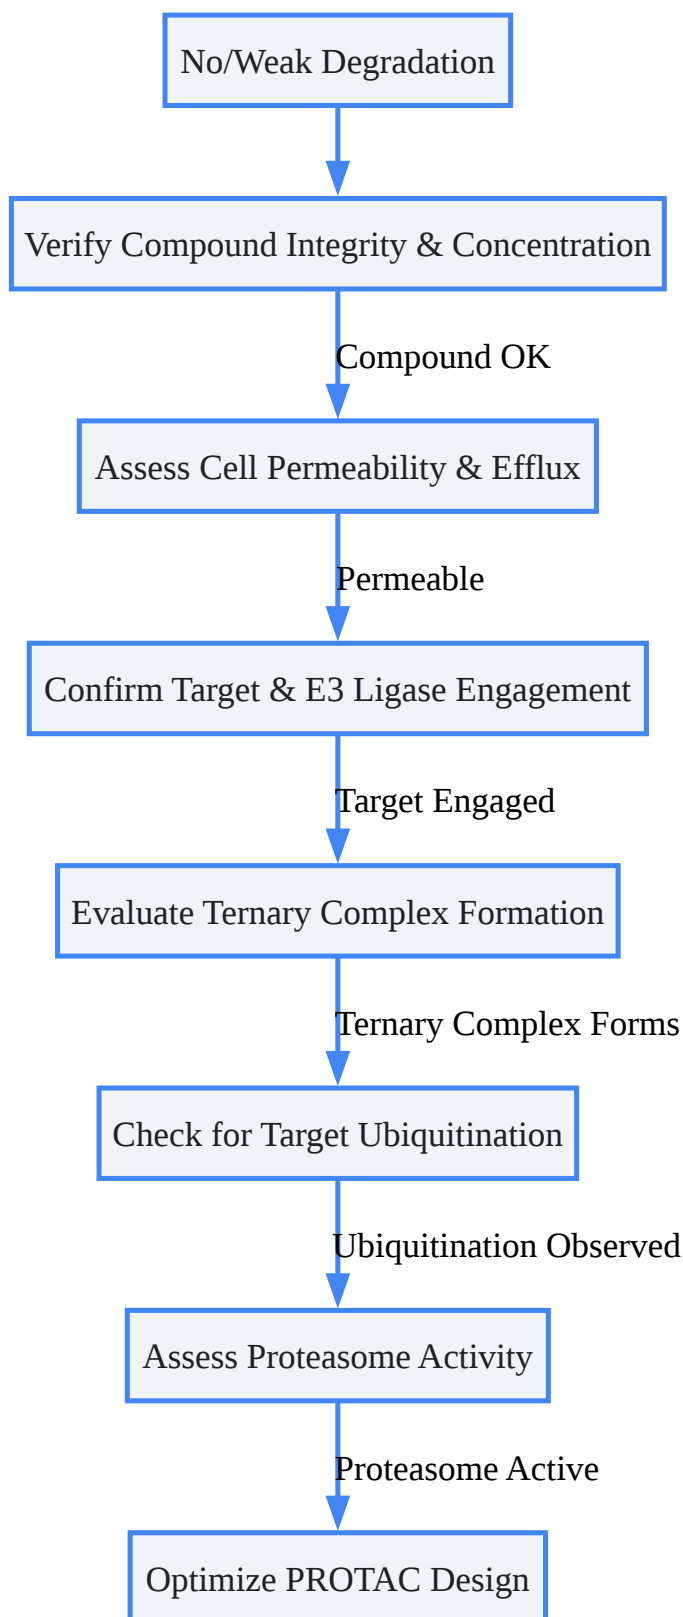 No/Weak Degradation
Verify Compound Integrity & Concentration
Compound OK
Assess Cell Permeability & Efflux
Permeable
Confirm Target & E3 Ligase Engagement
Target Engaged
Evaluate Ternary Complex Formation
Ternary Complex Forms
Check for Target Ubiquitination
Ubiquitination Observed
Assess Proteasome Activity
Proteasome Active
Optimize PROTAC Design